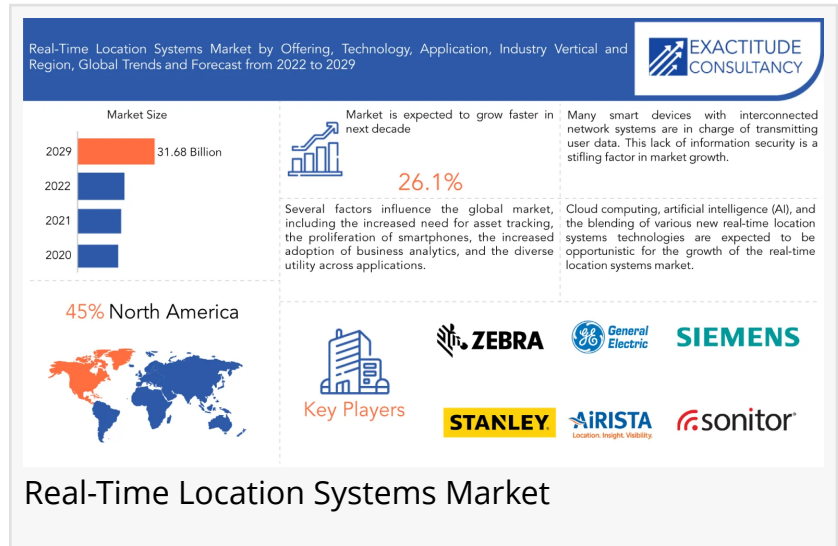 Real-Time Location Systems Market by Offering, Technology, Application, Industry Vertical and
Region, Global Trends and Forecast from 2022 to 2029
EXACTITUDE
CONSULTANCY
Market Size
2029
31.68 Billion
2022
2021
2020
Market is expected to grow faster in
next decade
26.1%
Many smart devices with interconnected
network systems are in charge of transmitting
user data. This lack of information security is a
stifling factor in market growth.
Several factors influence the global market,
including the increased need for asset tracking,
the proliferation of smartphones, the increased
adoption of business analytics, and the diverse
utility across applications.
Cloud computing, artificial intelligence (AI), and
the blending of various new real-time location
systems technologies are expected to be
opportunistic for the growth of the real-time
location systems market.
45% North America
Key Players
ZEBRA
GE
General
Electric
SIEMENS
STANLEY.
AiRISTA
Location. Insight. Visibility.
sonitor
Real-Time Location Systems Market